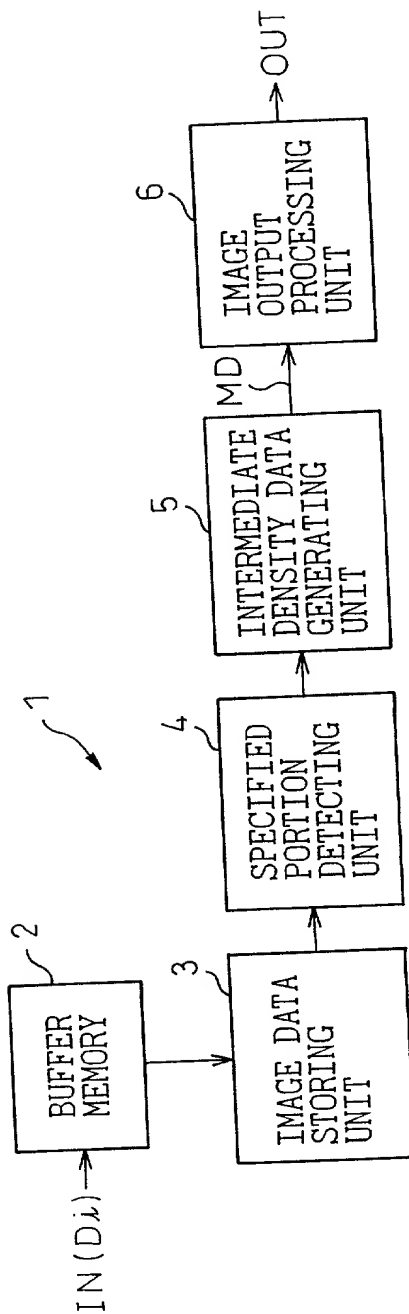 1
IN(Di)
2
BUFFER
MEMORY
3
IMAGE DATA
STORING
UNIT
4
SPECIFIED
PORTION
DETECTING
UNIT
5
INTERMEDIATE
DENSITY DATA
GENERATING
UNIT
MD
6
IMAGE
OUTPUT
PROCESSING
UNIT
OUT